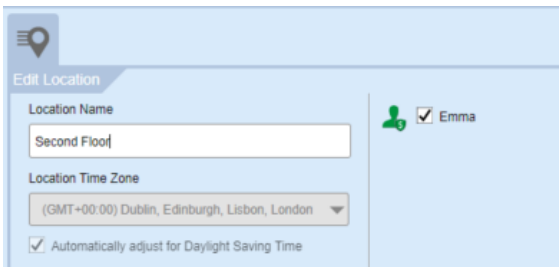 Edit Location
Location Name
Second Floor
Location Time Zone
(GMT+00:00) Dublin, Edinburgh, Lisbon, London
Automatically adjust for Daylight Saving Time
Emma